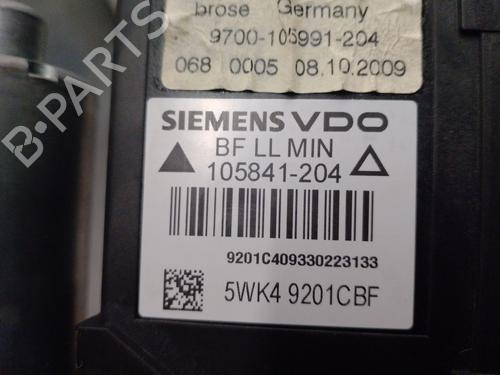 brose Germany
9700-105991-204
068 0005 08.10.2009
SIEMENS VDO
BF LL MIN
105841-204
9201C409330223133
5WK4 9201CBF
B-PARTS